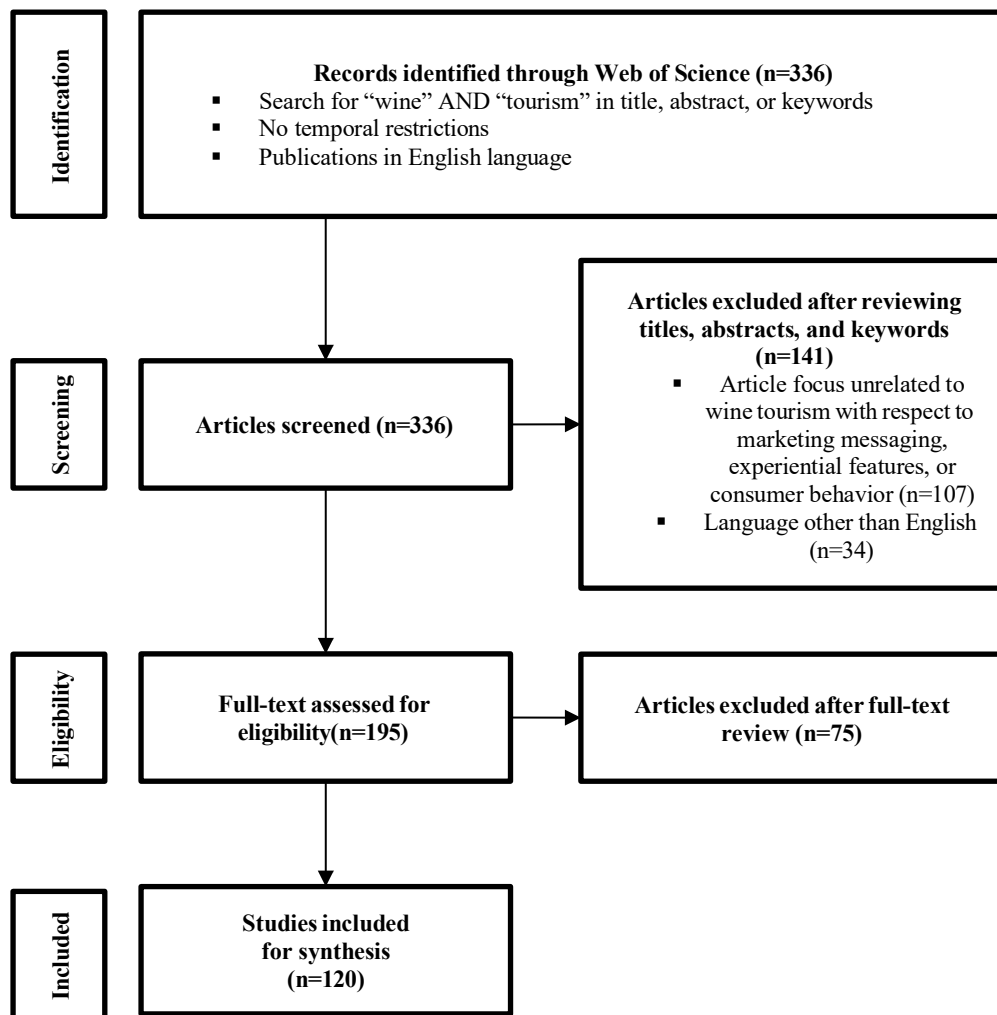 Identification
Records identified through Web of Science (n=336)
▪ Search for “wine” AND “tourism” in title, abstract, or keywords
▪ No temporal restrictions
▪ Publications in English language
Screening
Articles screened (n=336)
Articles excluded after reviewing
titles, abstracts, and keywords
(n=141)
▪ Article focus unrelated to
wine tourism with respect to
marketing messaging,
experiential features, or
consumer behavior (n=107)
▪ Language other than English
(n=34)
Eligibility
Full-text assessed for
eligibility(n=195)
Articles excluded after full-text
review (n=75)
Included
Studies included
for synthesis
(n=120)